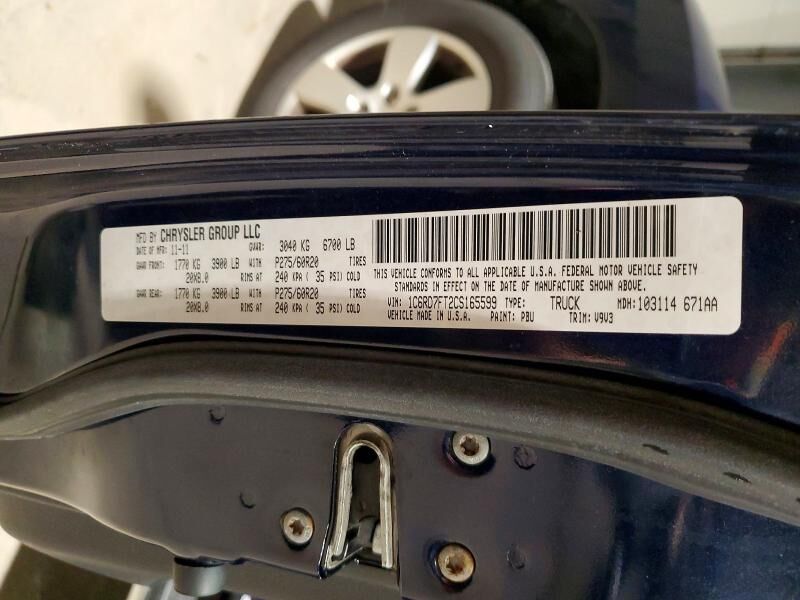 MFD BY CHRYSLER GROUP LLC
DATE OF MFR: 11-11 GVWR: 3040 KG 6700 LB
GAWR FRONT: 1770 KG 3900 LB WITH P275/60R20 TIRES
20X8.0 RIMS AT 240 KPA ( 35 PSI) COLD
GAWR REAR: 1770 KG 3900 LB WITH P275/60R20 TIRES
20X8.0 RIMS AT 240 KPA ( 35 PSI) COLD
THIS VEHICLE CONFORMS TO ALL APPLICABLE U.S.A. FEDERAL MOTOR VEHICLE SAFETY
STANDARDS IN EFFECT ON THE DATE OF MANUFACTURE SHOWN ABOVE.
VIN: 1C6RD7FT2CS165599 TYPE: TRUCK MDH: 103114 671AA
VEHICLE MADE IN U.S.A. PAINT: PBU TRIM: V9V3